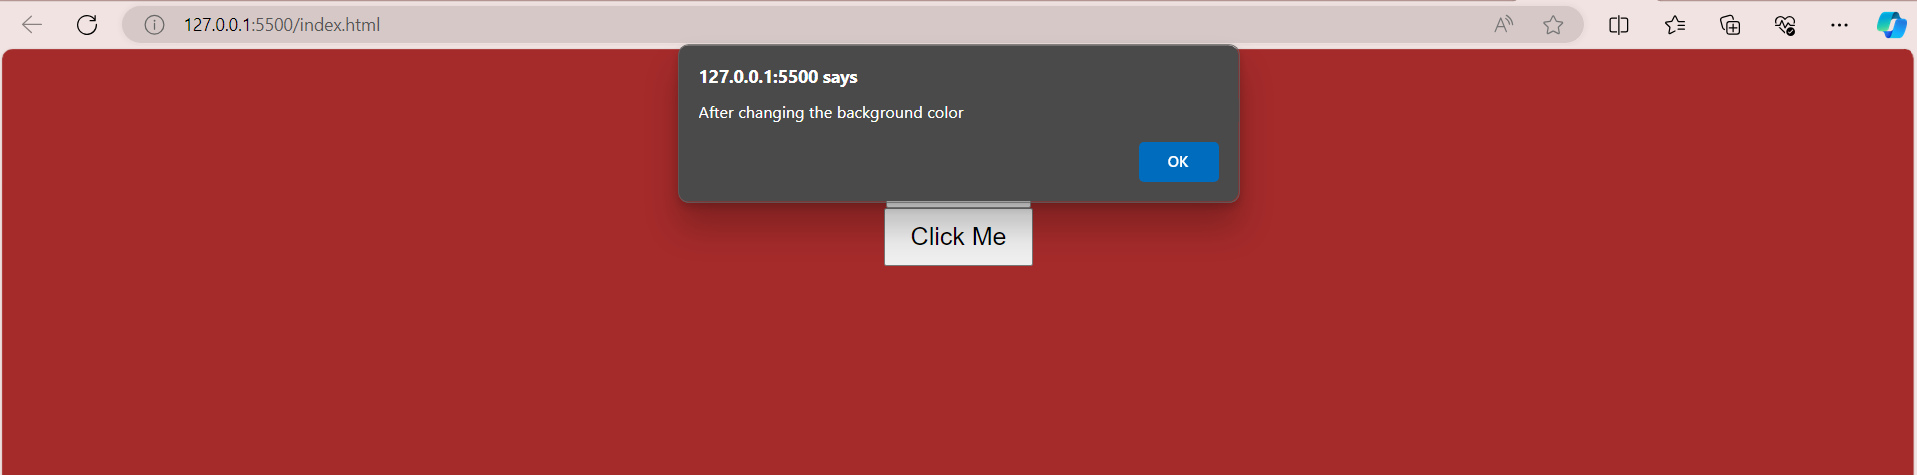 127.0.0.1:5500/index.html
127.0.0.1:5500 says
After changing the background color
OK
Click Me